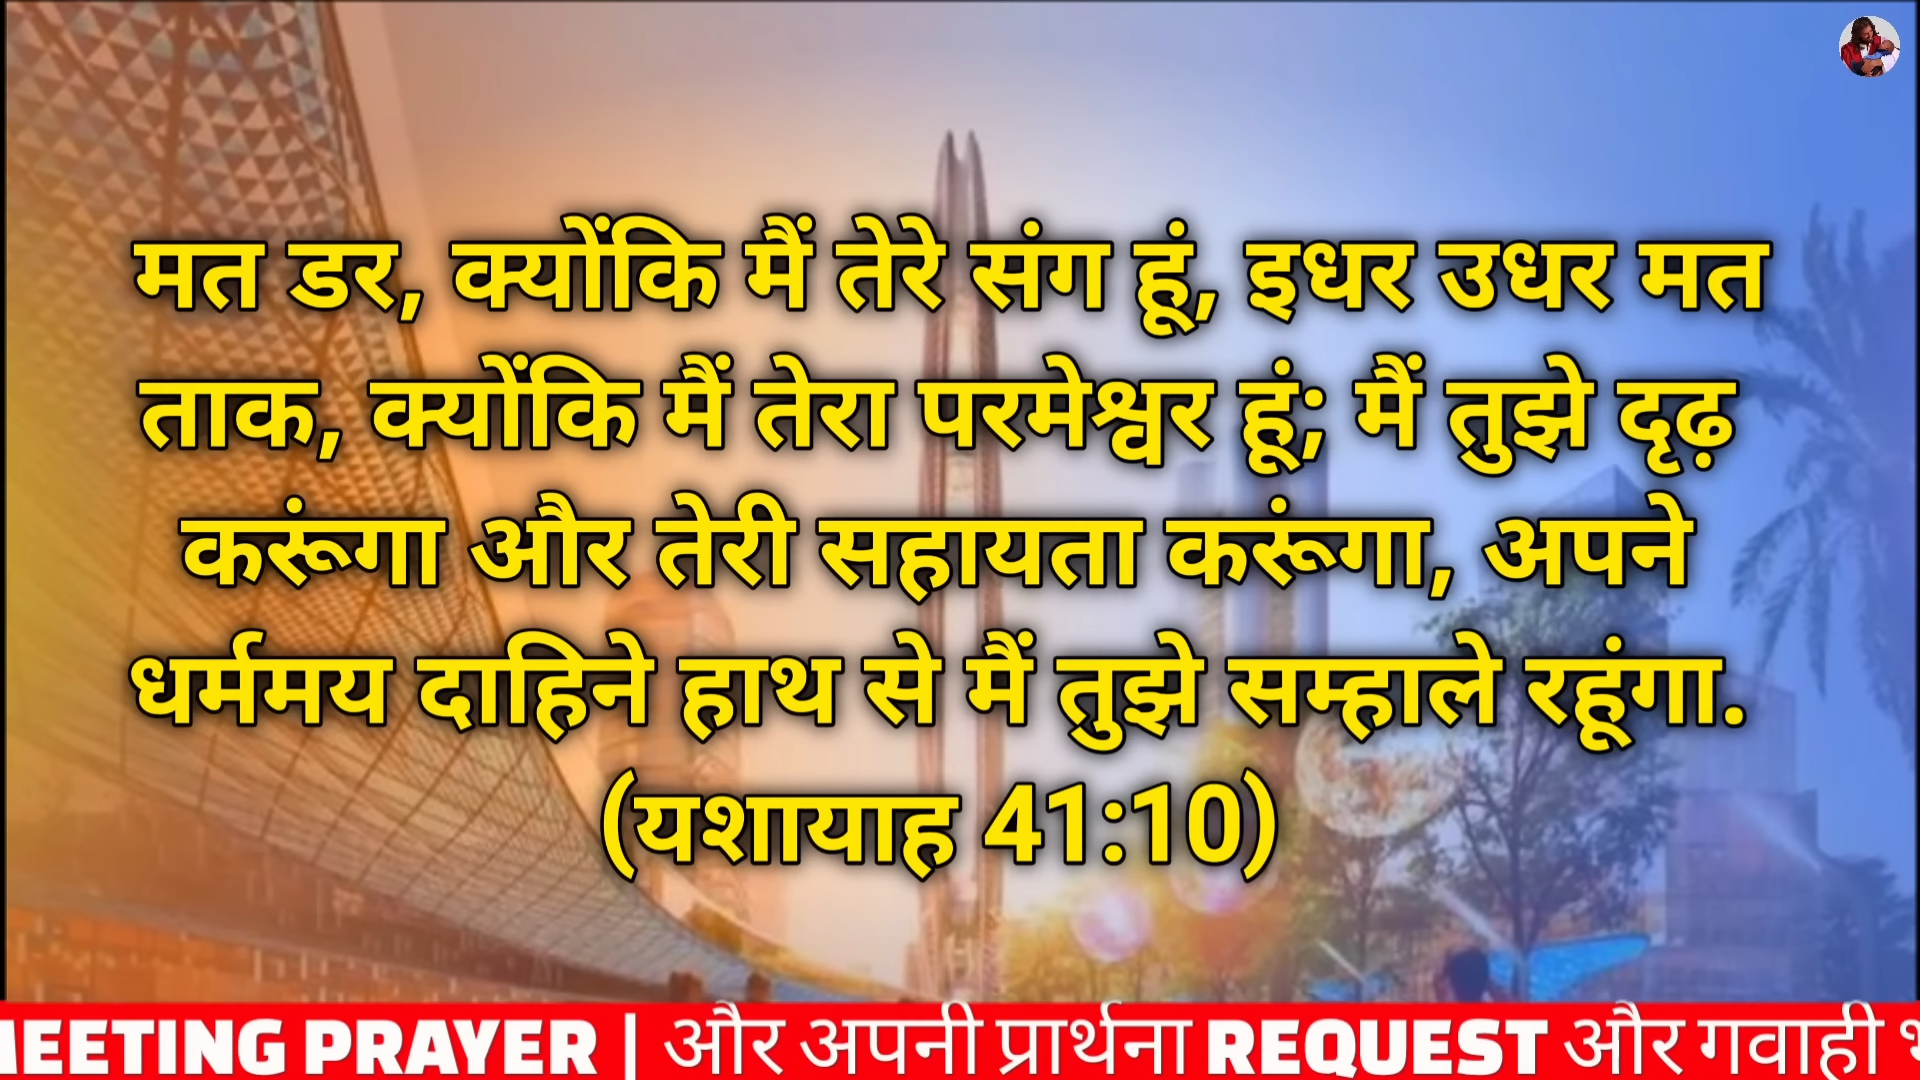 मत डर, क्योंकि मैं तेरे संग हूं, इधर उधर मत
ताक, क्योंकि मैं तेरा परमेश्वर हूं; मैं तुझे दृढ़
करूंगा और तेरी सहायता करूंगा, अपने
धर्ममय दाहिने हाथ से मैं तुझे सम्हाले रहूंगा.
(यशायाह 41:10)
MEETING PRAYER | और अपनी प्रार्थना REQUEST और गवाही